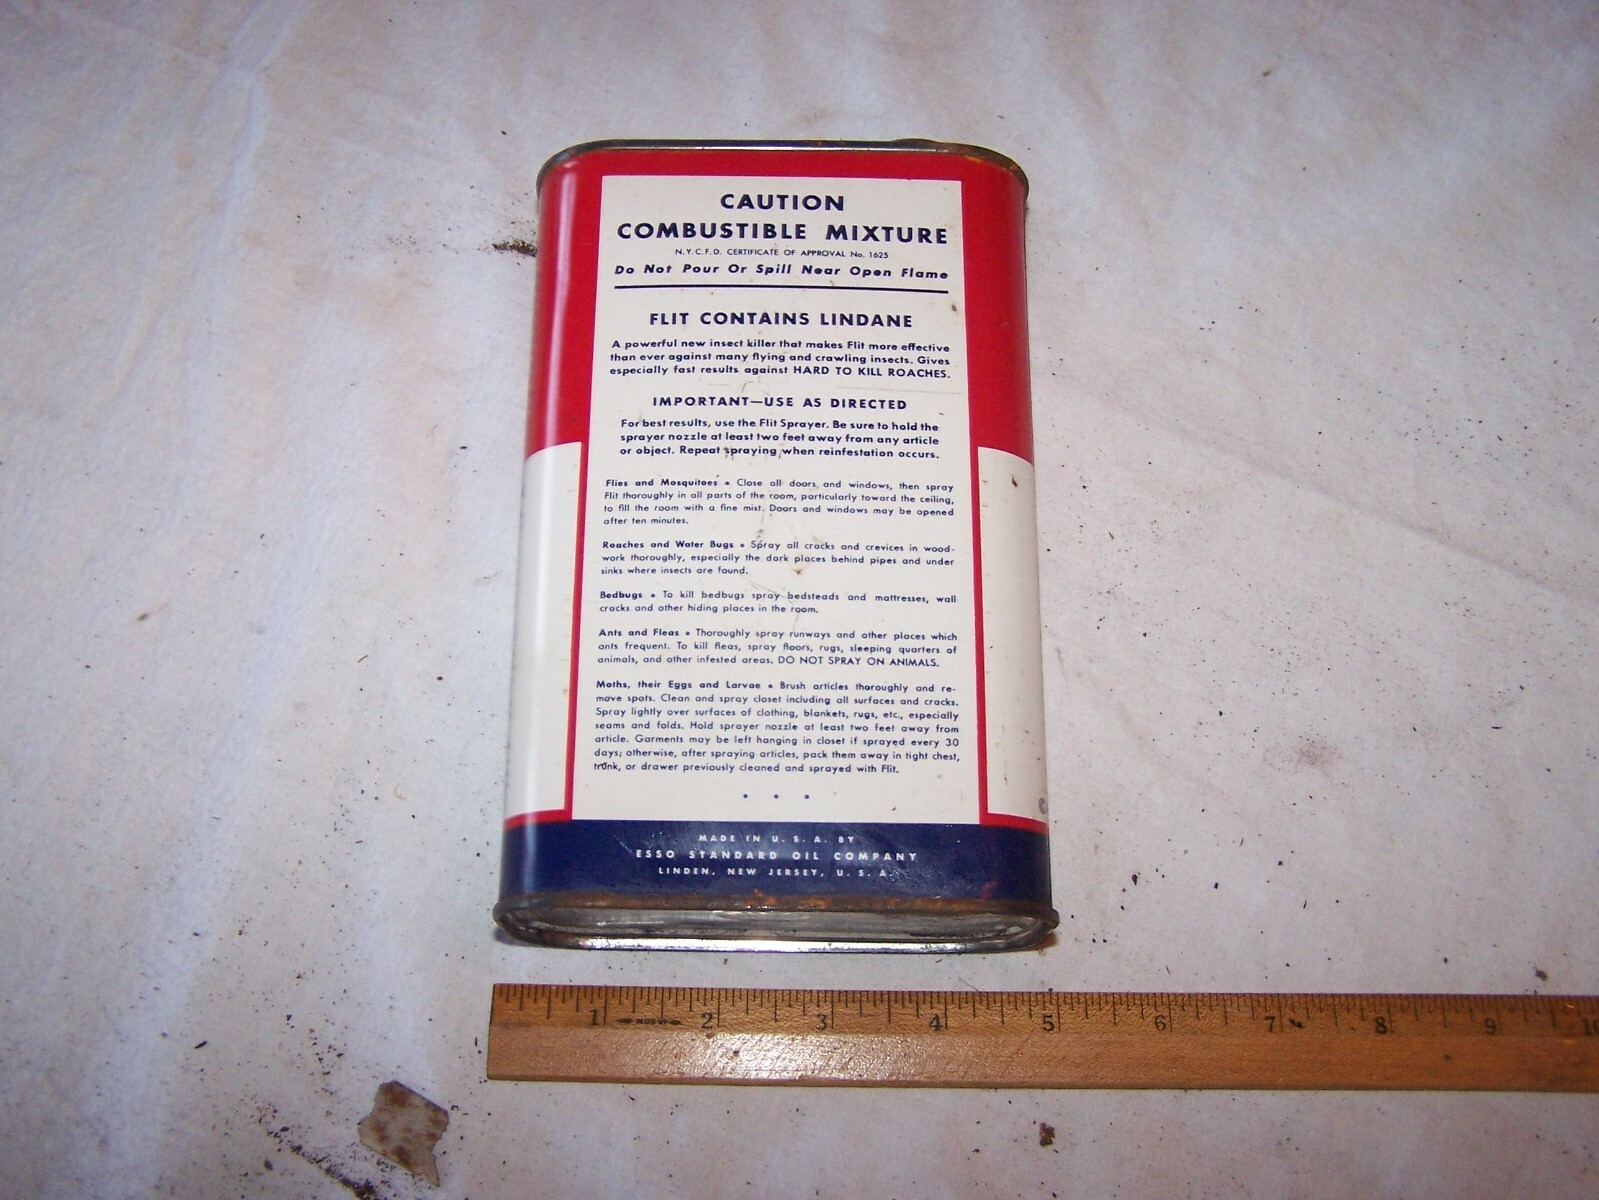 CAUTION
COMBUSTIBLE MIXTURE
N.Y.C.F.D. CERTIFICATE OF APPROVAL No. 1625
Do Not Pour Or Spill Near Open Flame
FLIT CONTAINS LINDANE
A powerful new insect killer that makes Flit more effective
than ever against many flying and crawling insects. Gives
especially fast results against HARD TO KILL ROACHES.
IMPORTANT—USE AS DIRECTED
For best results, use the Flit Sprayer. Be sure to hold the
sprayer nozzle at least two feet away from any article
or object. Repeat spraying when reinfestation occurs.
Flies and Mosquitoes • Close all doors and windows, then spray
Flit thoroughly in all parts of the room, particularly toward the ceiling,
to fill the room with a fine mist. Doors and windows may be opened
after ten minutes.
Roaches and Water Bugs • Spray all cracks and crevices in wood-
work thoroughly, especially the dark places behind pipes and under
sinks where insects are found.
Bedbugs • To kill bedbugs spray bedsteads and mattresses, wall
cracks and other hiding places in the room.
Ants and Fleas • Thoroughly spray runways and other places which
ants frequent. To kill fleas, spray floors, rugs, sleeping quarters of
animals, and other infested areas. DO NOT SPRAY ON ANIMALS.
Moths, their Eggs and Larvae • Brush articles thoroughly and re-
move spots. Clean and spray closet including all surfaces and cracks.
Spray lightly over surfaces of clothing, blankets, rugs, etc., especially
seams and folds. Hold sprayer nozzle at least two feet away from
article. Garments may be left hanging in closet if sprayed every 30
days; otherwise, after spraying articles, pack them away in tight chest,
trunk, or drawer previously cleaned and sprayed with Flit.
• • •
MADE IN U. S. A. BY
ESSO STANDARD OIL COMPANY
LINDEN, NEW JERSEY, U. S. A.
1 2 3 4 5 6 7 8 9 10